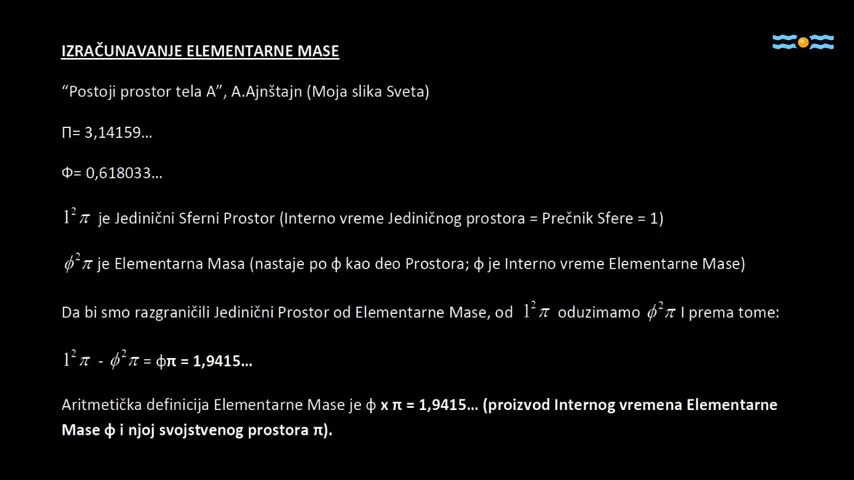 IZRAČUNAVANJE ELEMENTARNE MASE
“Postoji prostor tela A”, A.Ajnštajn (Moja slika Sveta)
Π= 3,14159...
Φ= 0,618033...
1²π je Jedinični Sferni Prostor (Interno vreme Jediničnog prostora = Prečnik Sfere = 1)
ϕ²π je Elementarna Masa (nastaje po ϕ kao deo Prostora; ϕ je Interno vreme Elementarne Mase)
Da bi smo razgraničili Jedinični Prostor od Elementarne Mase, od 1²π oduzimamo ϕ²π I prema tome:
1²π - ϕ²π = ϕπ = 1,9415...
Aritmetička definicija Elementarne Mase je ϕ x π = 1,9415... (proizvod Internog vremena Elementarne
Mase ϕ i njoj svojstvenog prostora π).